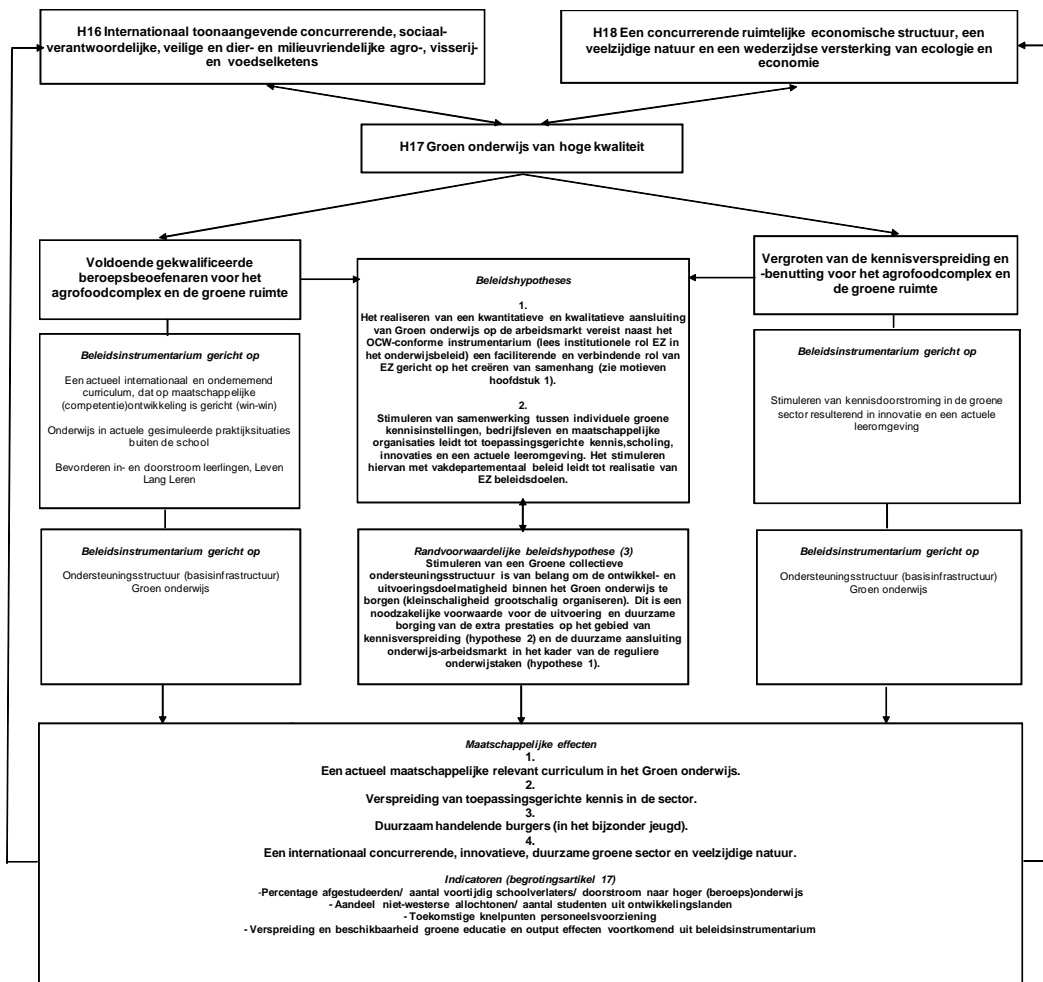 H16 Internationaal toonaangevende concurrerende, sociaal-
verantwoordelijke, veilige en dier- en milieuvriendelijke agro-, visserij-
en voedselketens
H18 Een concurrerende ruimtelijke economische structuur, een
veelzijdige natuur en een wederzijdse versterking van ecologie en
economie
H17 Groen onderwijs van hoge kwaliteit
Voldoende gekwalificeerde
beroepsbeoefenaren voor het
agrofoodcomplex en de groene ruimte
Beleidsinstrumentarium gericht op
Een actueel internationaal en ondernemend
curriculum, dat op maatschappelijke
(competentie)ontwikkeling is gericht (win-win)
Onderwijs in actuele gesimuleerde praktijksituaties
buiten de school
Bevorderen in- en doorstroom leerlingen, Leven
Lang Leren
Beleidsinstrumentarium gericht op
Ondersteuningsstructuur (basisinfrastructuur)
Groen onderwijs
Beleidshypotheses
1.
Het realiseren van een kwantitatieve en kwalitatieve aansluiting
van Groen onderwijs op de arbeidsmarkt vereist naast het
OCW-conforme instrumentarium (lees institutionele rol EZ in
het onderwijsbeleid) een faciliterende en verbindende rol van
EZ gericht op het creëren van samenhang (zie motieven
hoofdstuk 1).
2.
Stimuleren van samenwerking tussen individuele groene
kennisinstellingen, bedrijfsleven en maatschappelijke
organisaties leidt tot toepassingsgerichte kennis,scholing,
innovaties en een actuele leeromgeving. Het stimuleren
hiervan met vakdepartementaal beleid leidt tot realisatie van
EZ beleidsdoelen.
Randvoorwaardelijke beleidshypothese (3)
Stimuleren van een Groene collectieve
ondersteuningsstructuur is van belang om de ontwikkel- en
uitvoeringsdoelmatigheid binnen het Groen onderwijs te
borgen (kleinschaligheid grootschalig organiseren). Dit is een
noodzakelijke voorwaarde voor de uitvoering en duurzame
borging van de extra prestaties op het gebied van
kennisverspreiding (hypothese 2) en de duurzame aansluiting
onderwijs-arbeidsmarkt in het kader van de reguliere
onderwijstaken (hypothese 1).
Vergroten van de kennisverspreiding en
-benutting voor het agrofoodcomplex en
de groene ruimte
Beleidsinstrumentarium gericht op
Stimuleren van kennisdoorstroming in de groene
sector resulterend in innovatie en een actuele
leeromgeving
Beleidsinstrumentarium gericht op
Ondersteuningsstructuur (basisinfrastructuur)
Groen onderwijs
Maatschappelijke effecten
1.
Een actueel maatschappelijke relevant curriculum in het Groen onderwijs.
2.
Verspreiding van toepassingsgerichte kennis in de sector.
3.
Duurzaam handelende burgers (in het bijzonder jeugd).
4.
Een internationaal concurrerende, innovatieve, duurzame groene sector en veelzijdige natuur.
Indicatoren (begrotingsartikel 17)
-Percentage afgestudeerden/ aantal voortijdig schoolverlaters/ doorstroom naar hoger (beroeps)onderwijs
- Aandeel niet-westerse allochtonen/ aantal studenten uit ontwikkelingslanden
- Toekomstige knelpunten personeelsvoorziening
- Verspreiding en beschikbaarheid groene educatie en output effecten voortkomend uit beleidsinstrumentarium